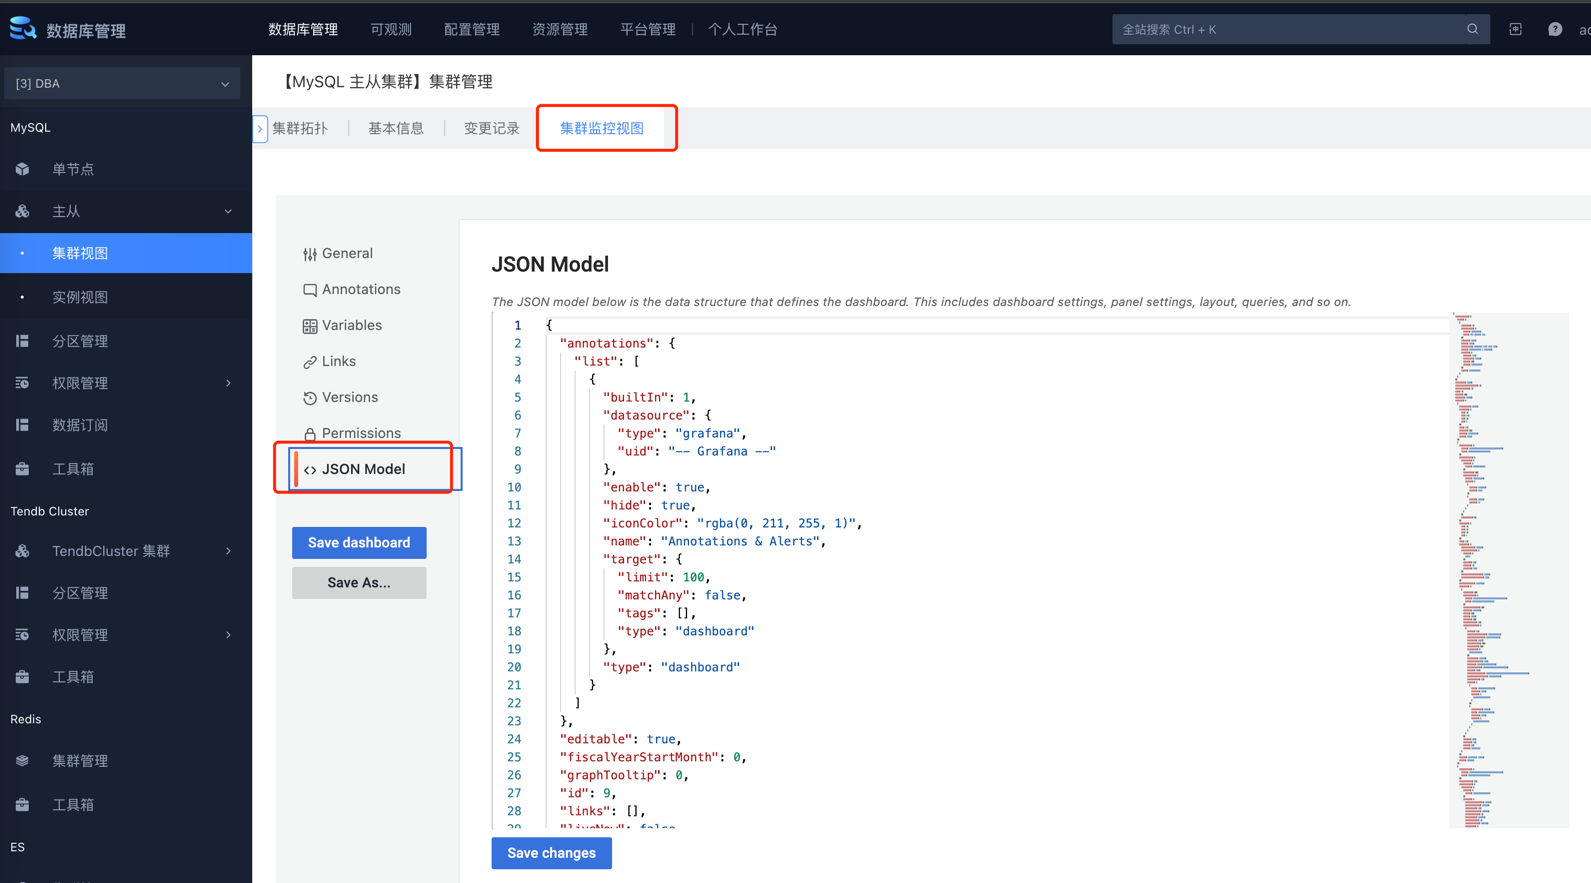 数据库管理
数据库管理 可观测 配置管理 资源管理 平台管理 个人工作台
全站搜索 Ctrl + K
[3] DBA
MySQL
单节点
主从
集群视图
实例视图
分区管理
权限管理
数据订阅
工具箱
Tendb Cluster
TendbCluster 集群
分区管理
权限管理
工具箱
Redis
集群管理
工具箱
ES
【MySQL 主从集群】集群管理
集群拓扑 基本信息 变更记录 集群监控视图
General
Annotations
Variables
Links
Versions
Permissions
JSON Model
Save dashboard
Save As...
JSON Model
The JSON model below is the data structure that defines the dashboard. This includes dashboard settings, panel settings, layout, queries, and so on.
1 {
2 "annotations": {
3 "list": [
4 {
5 "builtIn": 1,
6 "datasource": {
7 "type": "grafana",
8 "uid": "-- Grafana --"
9 },
10 "enable": true,
11 "hide": true,
12 "iconColor": "rgba(0, 211, 255, 1)",
13 "name": "Annotations & Alerts",
14 "target": {
15 "limit": 100,
16 "matchAny": false,
17 "tags": [],
18 "type": "dashboard"
19 },
20 "type": "dashboard"
21 }
22 ]
23 },
24 "editable": true,
25 "fiscalYearStartMonth": 0,
26 "graphTooltip": 0,
27 "id": 9,
28 "links": [],
Save changes